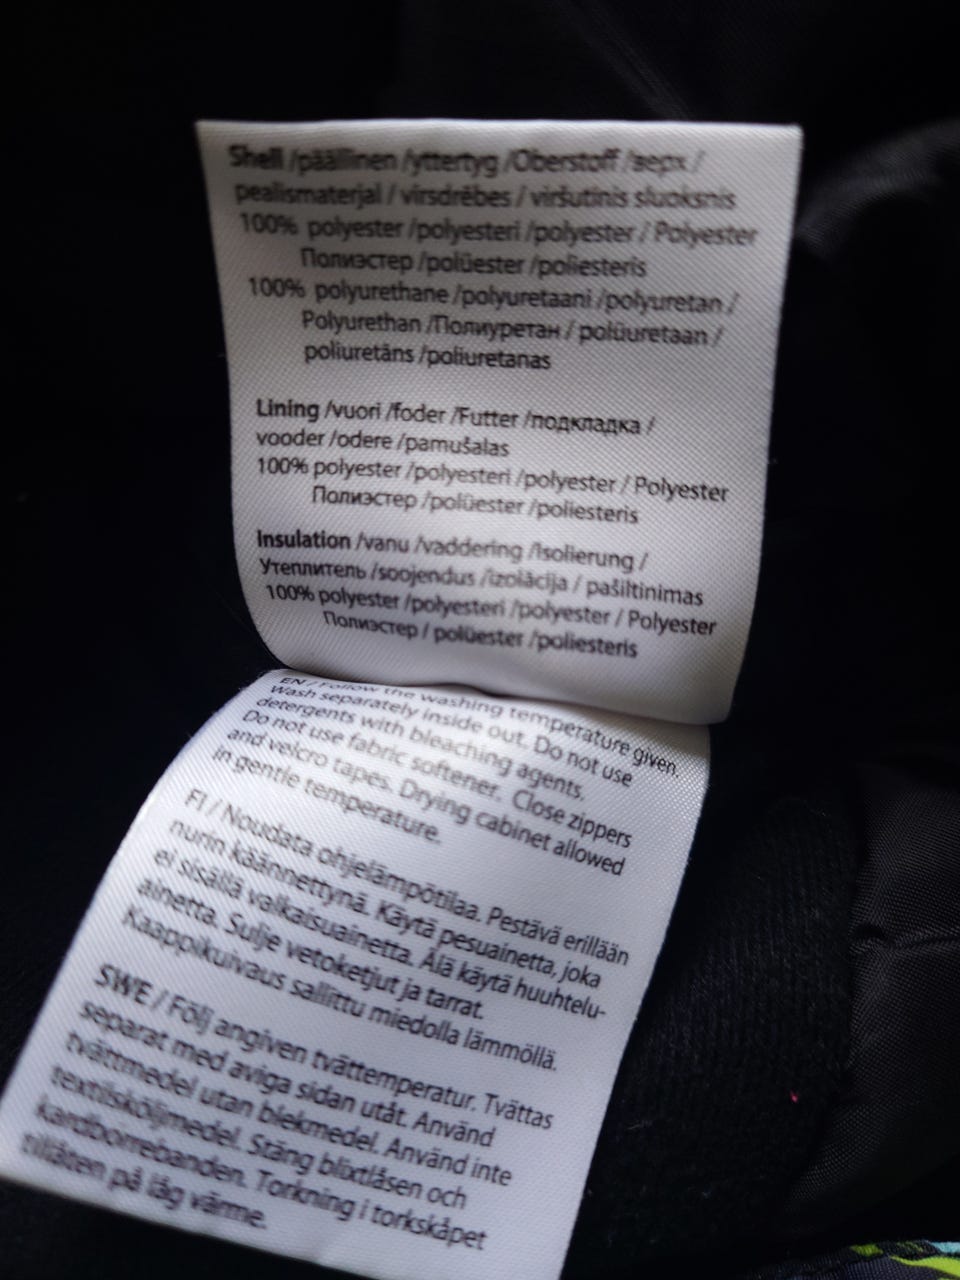 Shell /päällinen /yttertyg /Oberstoff /верх /
pealismaterjal / virsdrēbes / viršutinis sluoksnis
100% polyester /polyesteri /polyester / Polyester
Полиэстер /polüester /poliesteris
100% polyurethane /polyuretaani /polyuretan /
Polyurethan /Полиуретан / polüuretaan /
poliuretāns /poliuretanas
Lining /vuori /foder /Futter /подкладка /
vooder /odere /pamušalas
100% polyester /polyesteri /polyester / Polyester
Полиэстер /polüester /poliesteris
Insulation /vanu /vaddering /Isolierung /
Утеплитель /soojendus /izolācija / pašiltinimas
100% polyester /polyesteri /polyester / Polyester
Полиэстер / polüester /poliesteris
EN / Follow the washing temperature given.
Wash separately inside out. Do not use
detergents with bleaching agents.
Do not use fabric softener. Close zippers
and velcro tapes. Drying cabinet allowed
in gentle temperature.
FI / Noudata ohjelämpötilaa. Pestävä erillään
nurin käännettynä. Käytä pesuainetta, joka
ei sisällä valkaisuainetta. Älä käytä huuhtelu-
ainetta. Sulje vetoketjut ja tarrat.
Kaappikuivaus sallittu miedolla lämmöllä.
SWE / Följ angiven tvättemperatur. Tvättas
separat med aviga sidan utåt. Använd
tvättmedel utan blekmedel. Använd inte
textilsköljmedel. Stäng blixtlåsen och
kardborrebanden. Torkning i torkskåpet
tillåten på låg värme.